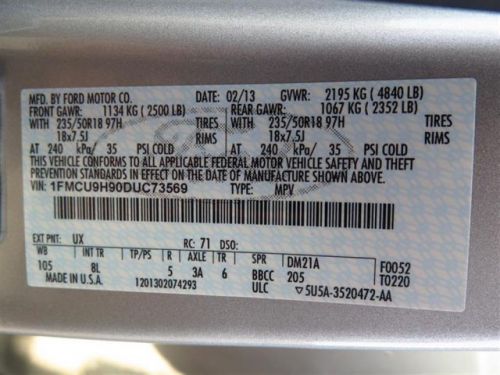 MFD. BY FORD MOTOR CO. DATE: 02/13 GVWR: 2195 KG ( 4840 LB)
FRONT GAWR: 1134 KG ( 2500 LB) REAR GAWR: 1067 KG ( 2352 LB)
WITH 235/50R18 97H TIRES WITH 235/50R18 97H TIRES
18x7.5J RIMS 18x7.5J RIMS
AT 240 kPa/ 35 PSI COLD AT 240 kPa/ 35 PSI COLD
THIS VEHICLE CONFORMS TO ALL APPLICABLE FEDERAL MOTOR VEHICLE SAFETY AND THEFT
PREVENTION STANDARDS IN EFFECT ON THE DATE OF MANUFACTURE SHOWN ABOVE.
VIN: 1FMCU9H90DUC73569 TYPE: MPV
EXT PNT: UX RC: 71 DSO:
WB INT TR TP/PS R AXLE TR SPR DM21A F0052
105 8L 5 3A 6 BBCC 205 T0220
MADE IN U.S.A. 1201302074293 ULC ▽5U5A-3520472-AA